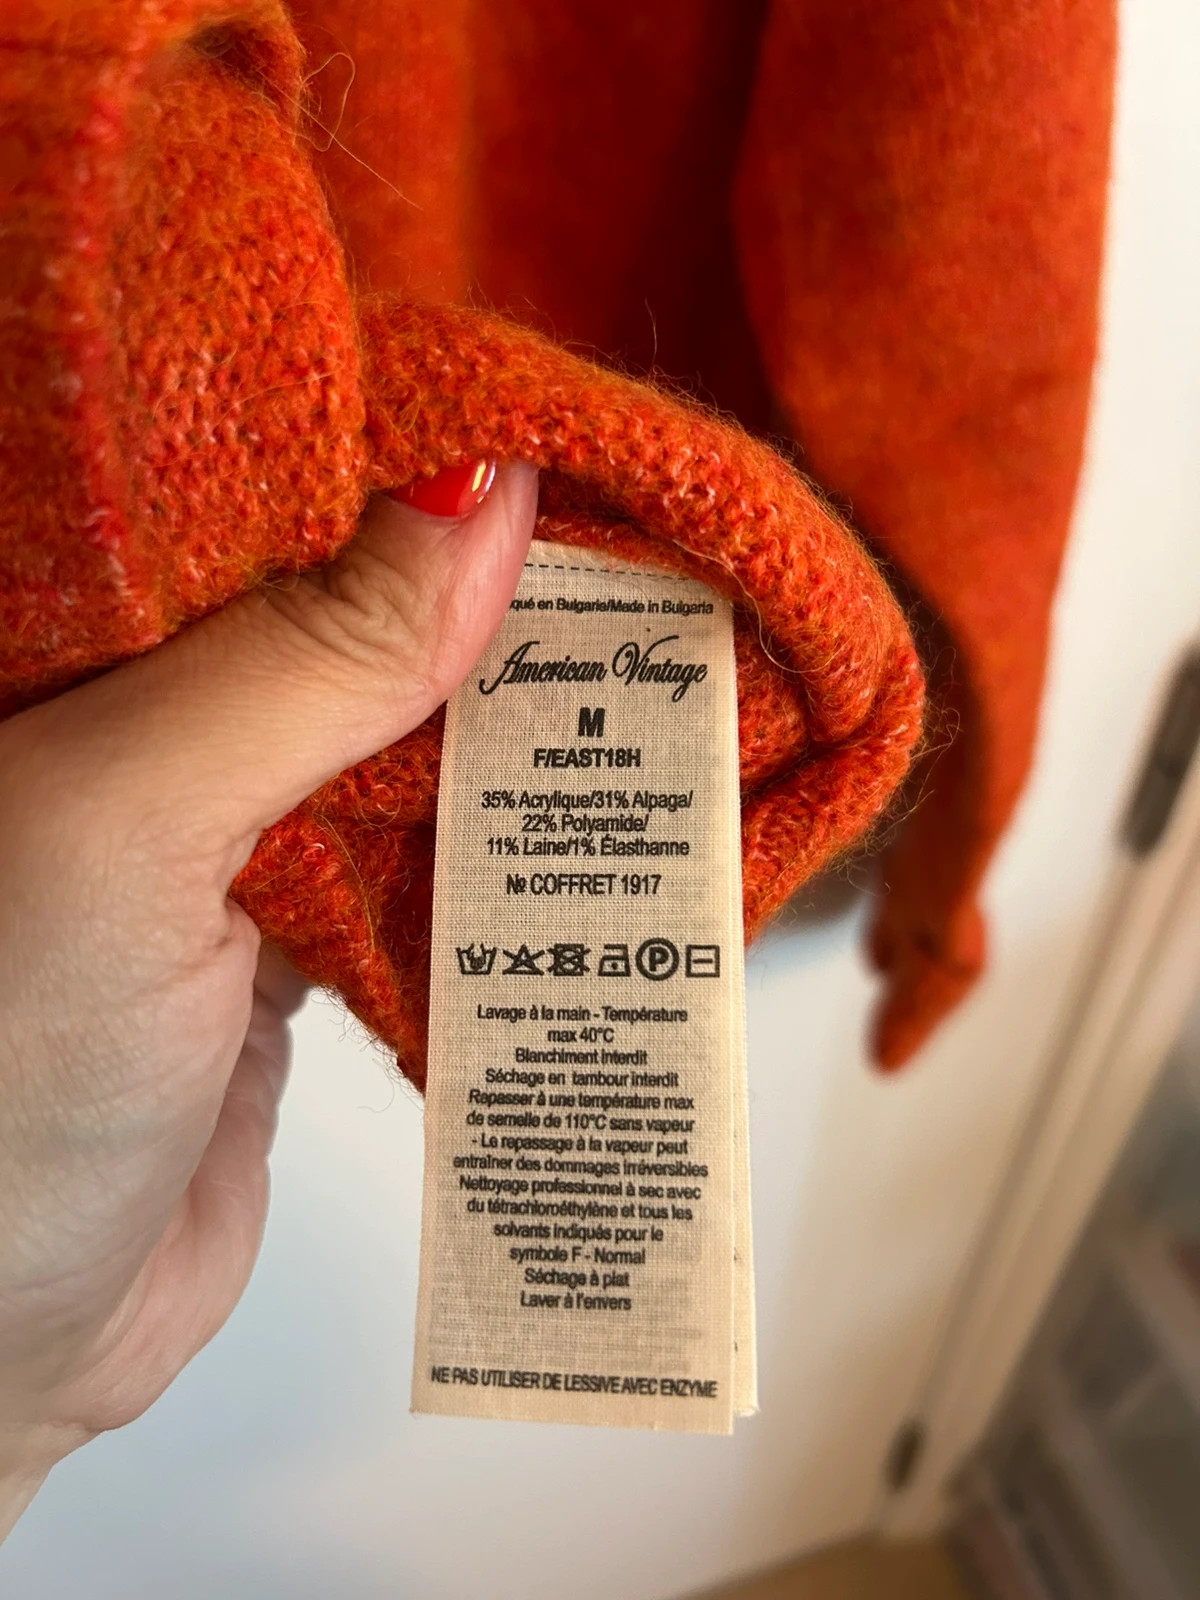 qué en Bulgarie/Made in Bulgaria
American Vintage
M
F/EAST18H
35% Acrylique/31% Alpaga/
22% Polyamide/
11% Laine/1% Élasthanne
№ COFFRET 1917
P
Lavage à la main - Température
max 40°C
Blanchiment interdit
Séchage en tambour interdit
Repasser à une température max
de semelle de 110°C sans vapeur
- Le repassage à la vapeur peut
entraîner des dommages irréversibles
Nettoyage professionnel à sec avec
du tétrachloroéthylène et tous les
solvants indiqués pour le
symbole F - Normal
Séchage à plat
Laver à l'envers
NE PAS UTILISER DE LESSIVE AVEC ENZYME